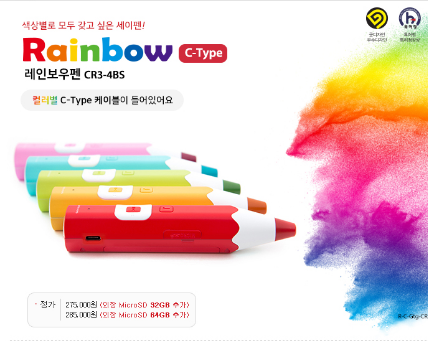 색상별로 모두 갖고 싶은 세이펜!
Rainbow C-Type
레인보우펜 CR3-4BS
컬러별 C-Type 케이블이 들어있어요
· 정가 275,000원 (인장 MicroSD 32GB 추가)
285,000원 (인장 MicroSD 64GB 추가)